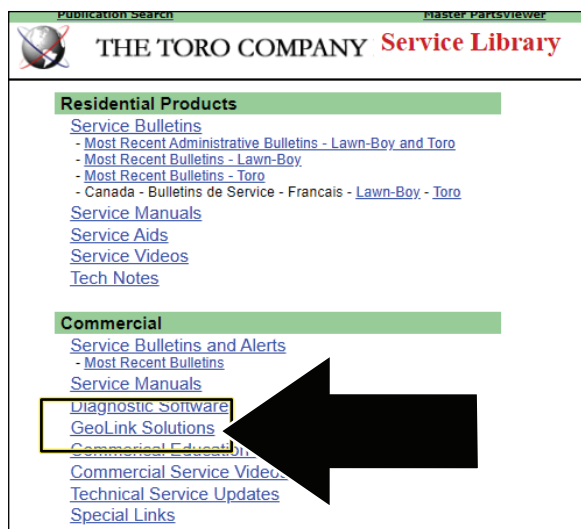 Publication Search Master PartsViewer
THE TORO COMPANY Service Library
Residential Products
Service Bulletins
- Most Recent Administrative Bulletins - Lawn-Boy and Toro
- Most Recent Bulletins - Lawn-Boy
- Most Recent Bulletins - Toro
- Canada - Bulletins de Service - Francais - Lawn-Boy - Toro
Service Manuals
Service Aids
Service Videos
Tech Notes
Commercial
Service Bulletins and Alerts
- Most Recent Bulletins
Service Manuals
Diagnostic Software
GeoLink Solutions
Commerical Education
Commercial Service Videos
Technical Service Updates
Special Links